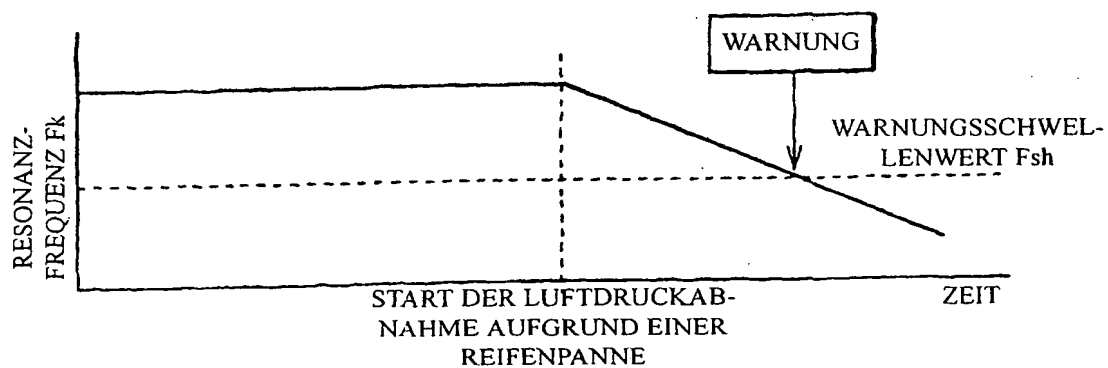 WARNUNG
RESONANZ-
FREQUENZ Fk
WARNUNGSSCHWEL-
LENWERT Fsh
START DER LUFTDRUCKAB-
NAHME AUFGRUND EINER
REIFENPANNE
ZEIT